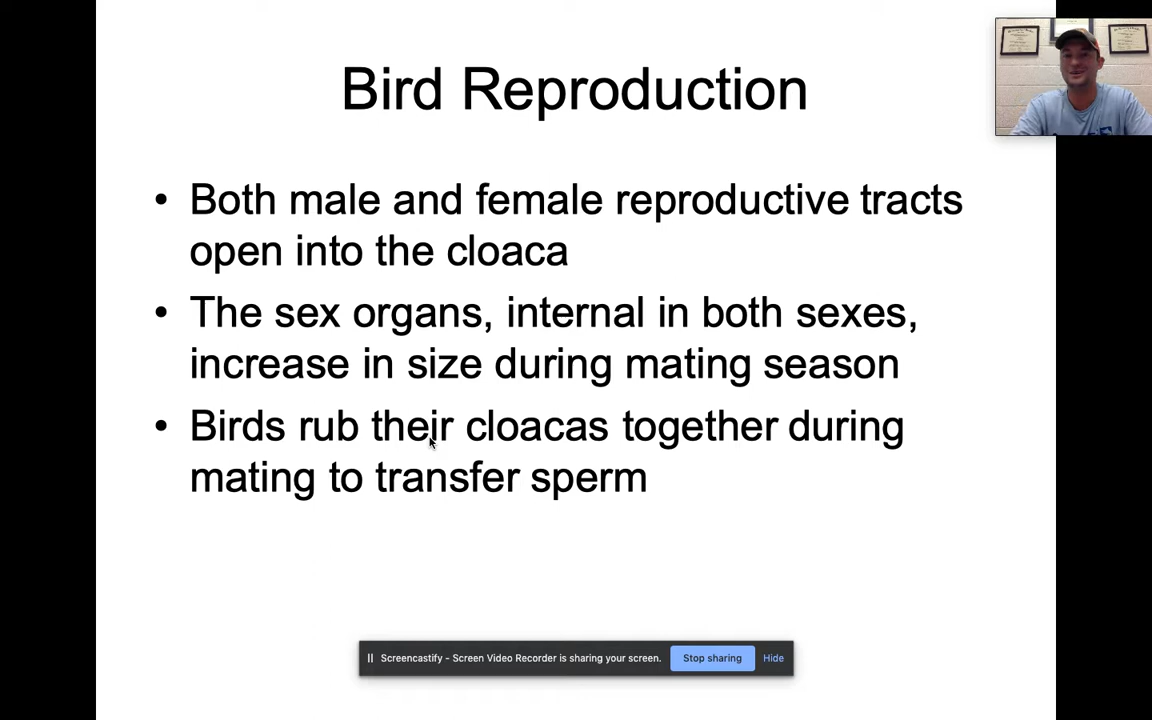 Bird Reproduction
• Both male and female reproductive tracts
open into the cloaca
• The sex organs, internal in both sexes,
increase in size during mating season
• Birds rub their cloacas together during
mating to transfer sperm
Screencastify - Screen Video Recorder is sharing your screen. Stop sharing Hide